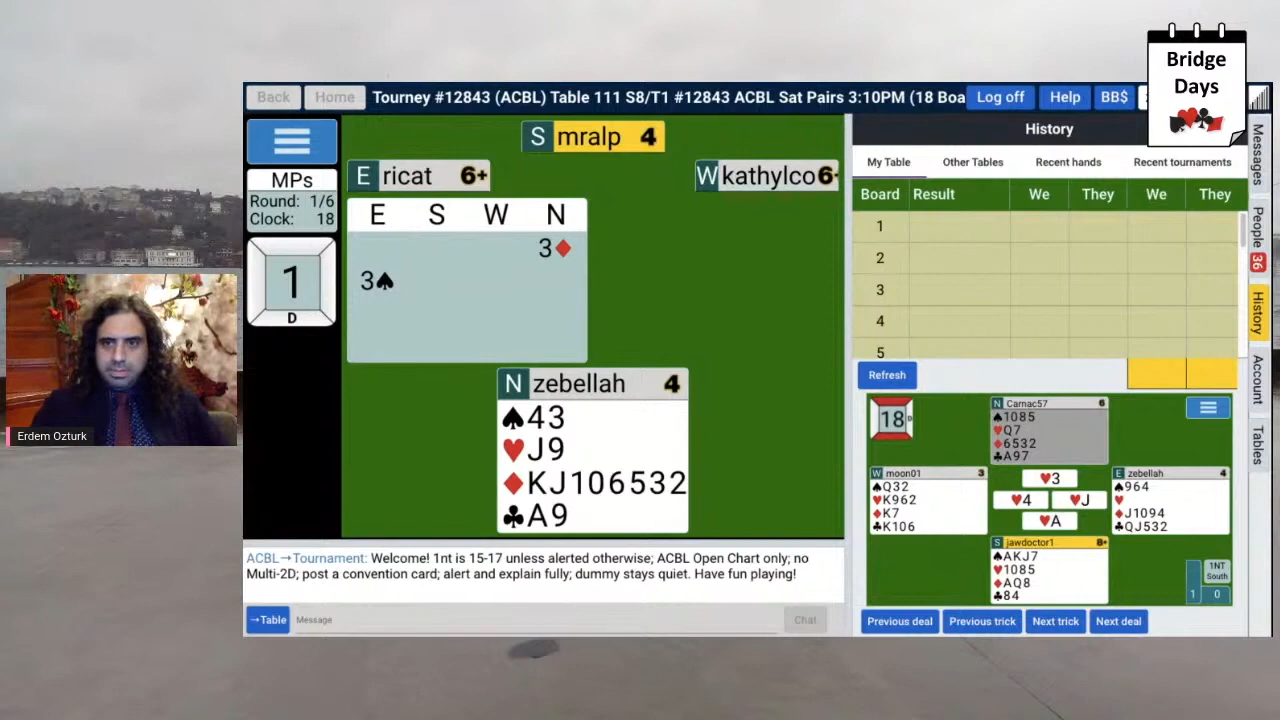 Bridge
Days
Back
Home
Tourney #12843 (ACBL) Table 111 S8/T1 #12843 ACBL Sat Pairs 3:10PM (18 Boa
Log off
Help
BB$
MPs
Round: 1/6
Clock: 18
1
D
S mralp 4
E ricat 6+
W kathylco 6+
E S W N
3♦
3♠
N zebellah 4
♠43
♥J9
♦KJ106532
♣A9
ACBL→Tournament: Welcome! 1nt is 15-17 unless alerted otherwise; ACBL Open Chart only; no
Multi-2D; post a convention card; alert and explain fully; dummy stays quiet. Have fun playing!
→Table
Message
Chat
History
My Table
Other Tables
Recent hands
Recent tournaments
Board Result We They We They
1
2
3
4
5
Refresh
18
D
N Carnac57 6
♠1085
♥Q7
♦6532
♣A97
W moon01 3
♠Q32
♥K962
♦K7
♣K106
♥3
♥4
♥J
♥A
E zebellah 4
♠964
♥
♦J1094
♣QJ532
S jawdoctor1 8+
♠AKJ7
♥1085
♦AQ8
♣84
1NT
South
1 0
Previous deal
Previous trick
Next trick
Next deal
Messages
People 36
History
Account
Tables
Erdem Ozturk